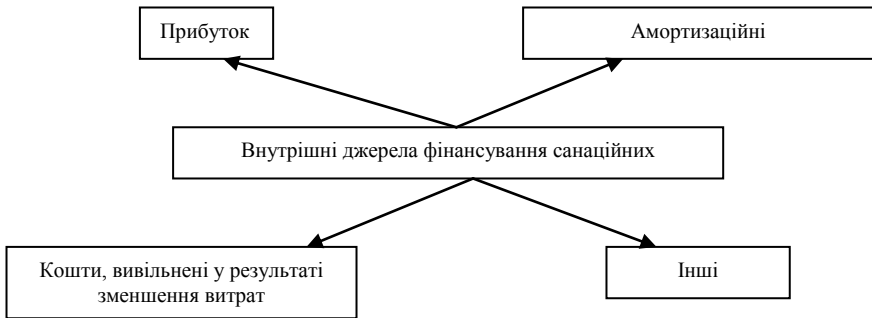 Прибуток
Амортизаційні
Внутрішні джерела фінансування санаційних
Кошти, вивільнені у результаті
зменшення витрат
Інші